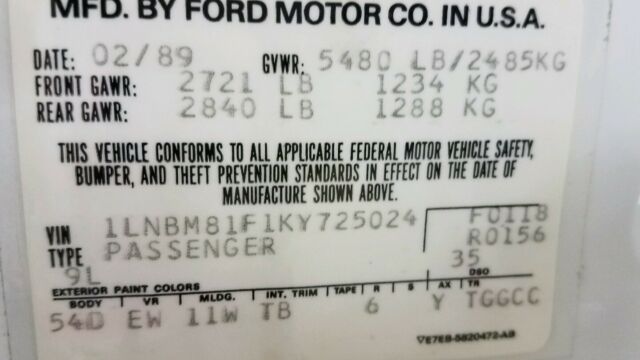 MFD. BY FORD MOTOR CO. IN U.S.A.
DATE: 02/89 GVWR: 5480 LB/2485KG
FRONT GAWR: 2721 LB 1234 KG
REAR GAWR: 2840 LB 1288 KG
THIS VEHICLE CONFORMS TO ALL APPLICABLE FEDERAL MOTOR VEHICLE SAFETY,
BUMPER, AND THEFT PREVENTION STANDARDS IN EFFECT ON THE DATE OF
MANUFACTURE SHOWN ABOVE.
VIN 1LNBM81F1KY725024 F0118
TYPE PASSENGER R0156
9L 35
EXTERIOR PAINT COLORS DSO
BODY VR MLDG. INT. TRIM TAPE R S AX TR
54D EW 11W TB 6 Y TGGCC
VE7EB-5820472-AB